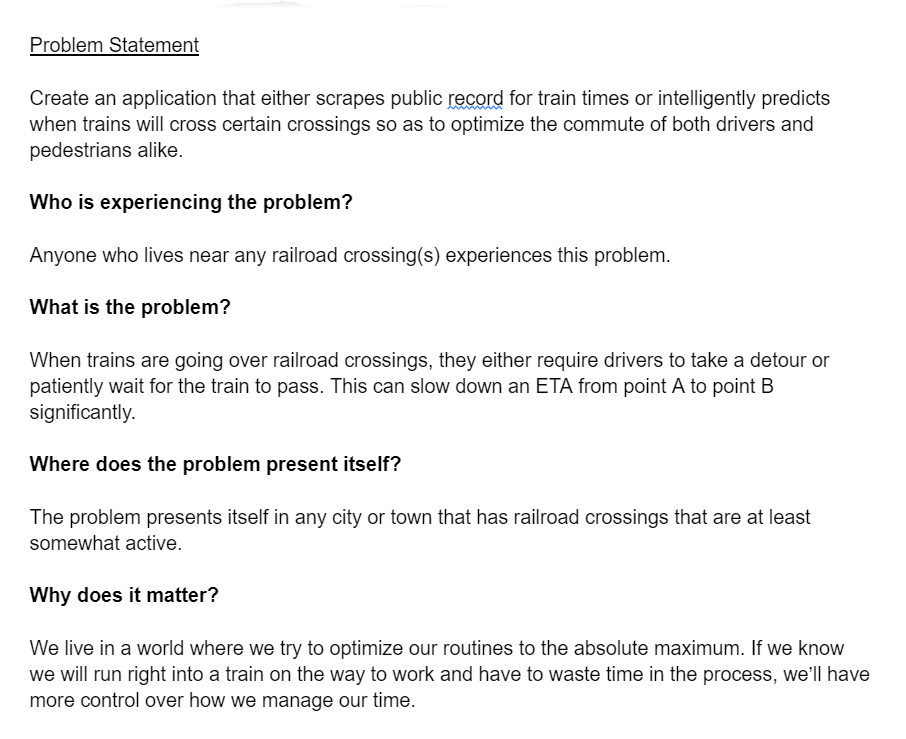 Problem Statement
Create an application that either scrapes public record for train times or intelligently predicts
when trains will cross certain crossings so as to optimize the commute of both drivers and
pedestrians alike.
Who is experiencing the problem?
Anyone who lives near any railroad crossing(s) experiences this problem.
What is the problem?
When trains are going over railroad crossings, they either require drivers to take a detour or
patiently wait for the train to pass. This can slow down an ETA from point A to point B
significantly.
Where does the problem present itself?
The problem presents itself in any city or town that has railroad crossings that are at least
somewhat active.
Why does it matter?
We live in a world where we try to optimize our routines to the absolute maximum. If we know
we will run right into a train on the way to work and have to waste time in the process, we’ll have
more control over how we manage our time.